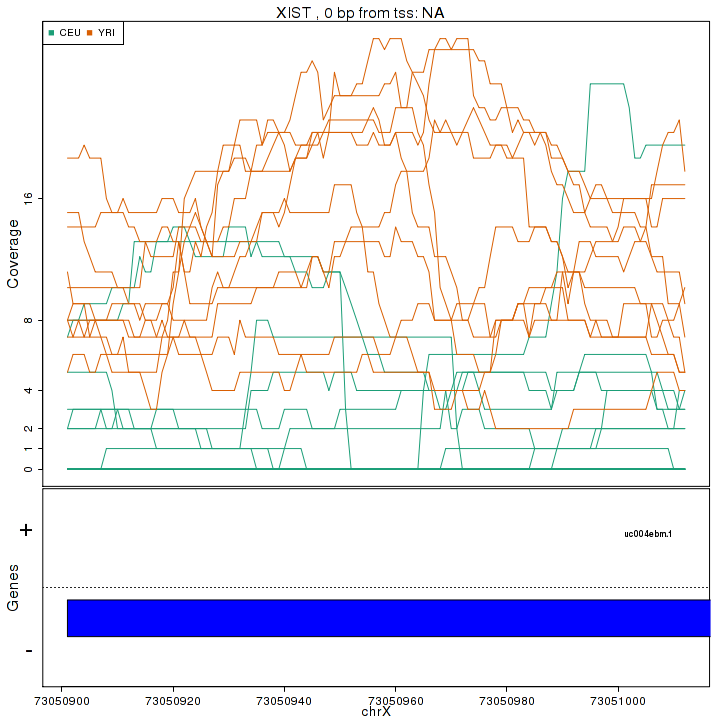 XIST , 0 bp from tss: NA
CEU YRI
Coverage
16
8
4
2
1
0
Genes
+
uc004ebm.1
-
73050900 73050920 73050940 73050960 73050980 73051000
chrX